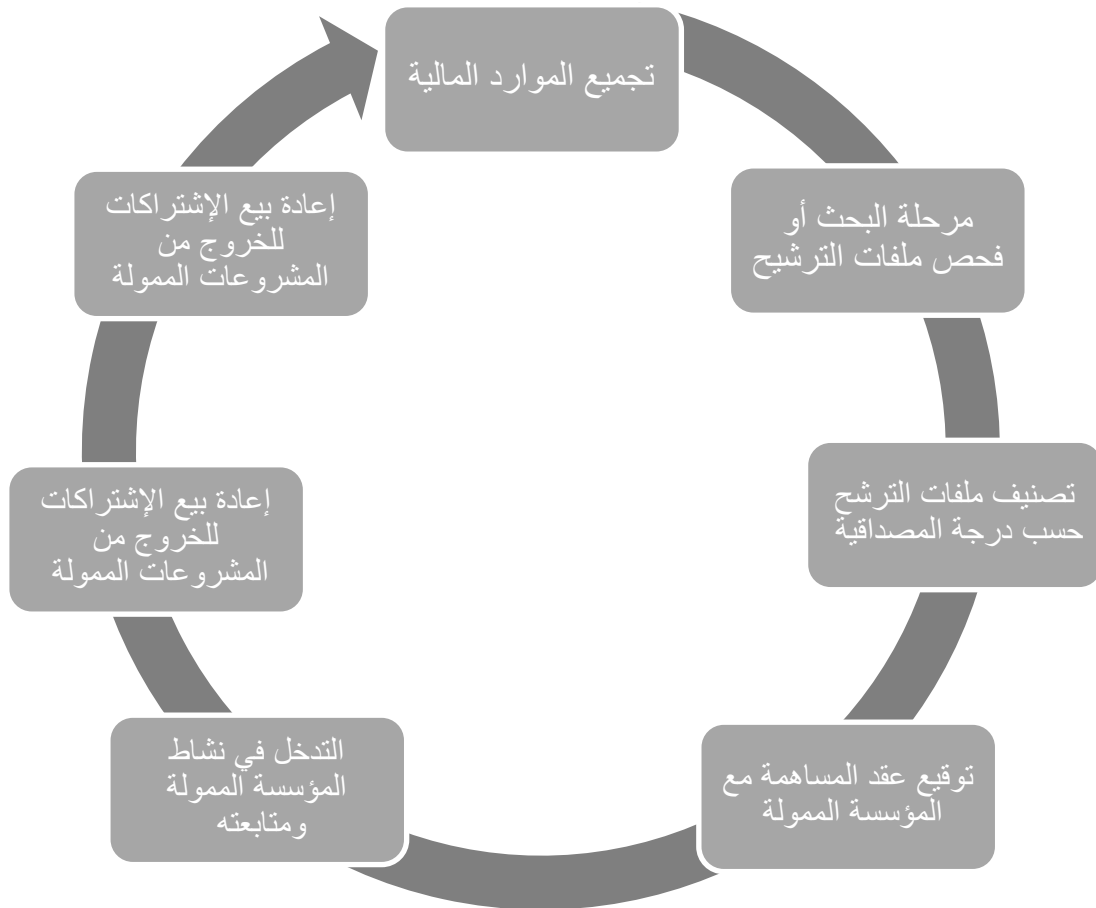 تجميع الموارد المالية
مرحلة البحث أو
فحص ملفات الترشيح
تصنيف ملفات الترشح
حسب درجة المصداقية
توقيع عقد المساهمة مع
المؤسسة الممولة
التدخل في نشاط
المؤسسة الممولة
ومتابعته
إعادة بيع الإشتراكات
للخروج من
المشروعات الممولة
إعادة بيع الإشتراكات
للخروج من
المشروعات الممولة